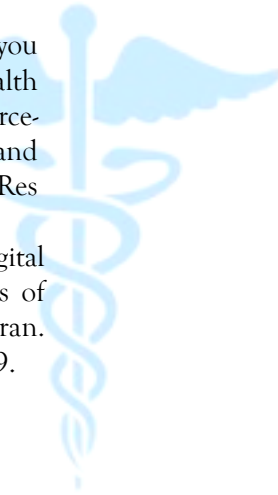 you
alth
rce-
and
Res
gital
s of
ran.
9.